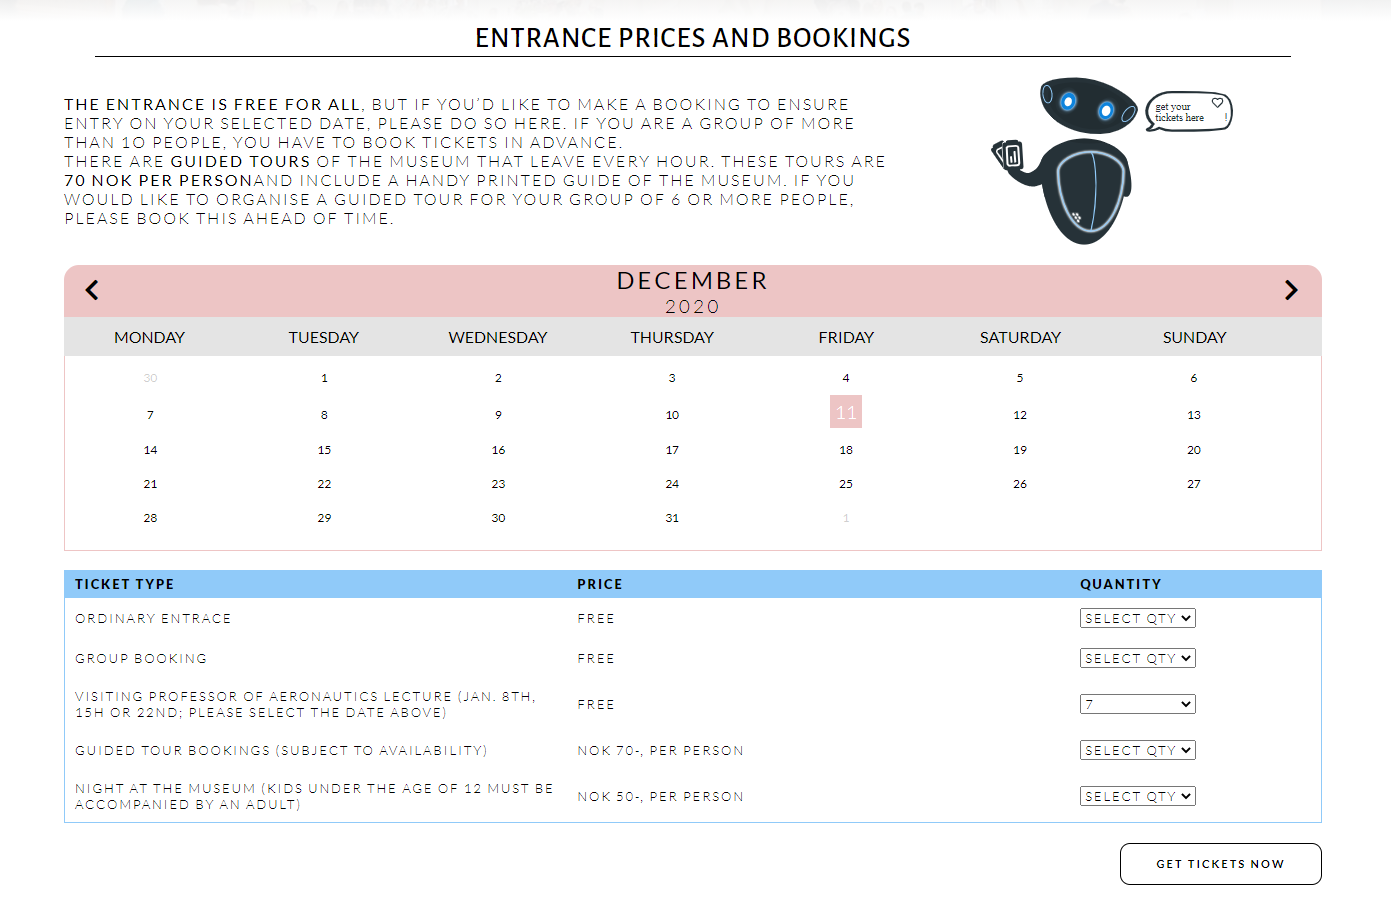 ENTRANCE PRICES AND BOOKINGS
THE ENTRANCE IS FREE FOR ALL, BUT IF YOU'D LIKE TO MAKE A BOOKING TO ENSURE
ENTRY ON YOUR SELECTED DATE, PLEASE DO SO HERE. IF YOU ARE A GROUP OF MORE
THAN 10 PEOPLE, YOU HAVE TO BOOK TICKETS IN ADVANCE.
THERE ARE GUIDED TOURS OF THE MUSEUM THAT LEAVE EVERY HOUR. THESE TOURS ARE
70 NOK PER PERSONAND INCLUDE A HANDY PRINTED GUIDE OF THE MUSEUM. IF YOU
WOULD LIKE TO ORGANISE A GUIDED TOUR FOR YOUR GROUP OF 6 OR MORE PEOPLE,
PLEASE BOOK THIS AHEAD OF TIME.
get your
tickets here !
DECEMBER
2020
MONDAY TUESDAY WEDNESDAY THURSDAY FRIDAY SATURDAY SUNDAY
30 1 2 3 4 5 6
7 8 9 10 11 12 13
14 15 16 17 18 19 20
21 22 23 24 25 26 27
28 29 30 31 1
TICKET TYPE PRICE QUANTITY
ORDINARY ENTRACE FREE SELECT QTY
GROUP BOOKING FREE SELECT QTY
VISITING PROFESSOR OF AERONAUTICS LECTURE (JAN. 8TH,
15H OR 22ND; PLEASE SELECT THE DATE ABOVE) FREE 7
GUIDED TOUR BOOKINGS (SUBJECT TO AVAILABILITY) NOK 70-, PER PERSON SELECT QTY
NIGHT AT THE MUSEUM (KIDS UNDER THE AGE OF 12 MUST BE
ACCOMPANIED BY AN ADULT) NOK 50-, PER PERSON SELECT QTY
GET TICKETS NOW